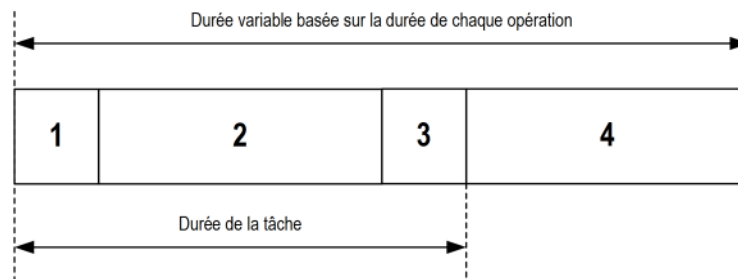 Durée variable basée sur la durée de chaque opération
1 2 3 4
Durée de la tâche